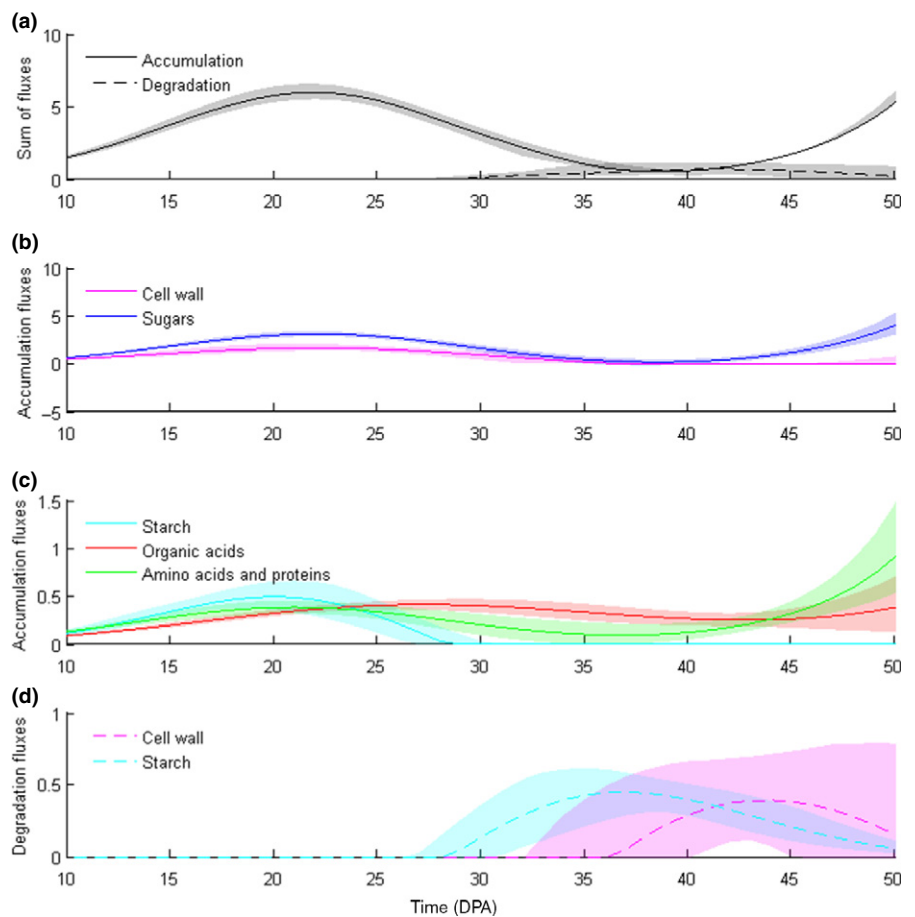 (a)
Sum of fluxes
10
5
0
Accumulation
Degradation
10 15 20 25 30 35 40 45 50
(b)
Accumulation fluxes
10
5
0
−5
Cell wall
Sugars
10 15 20 25 30 35 40 45 50
(c)
Accumulation fluxes
1.5
1
0.5
0
Starch
Organic acids
Amino acids and proteins
10 15 20 25 30 35 40 45 50
(d)
Degradation fluxes
1
0.5
0
Cell wall
Starch
10 15 20 25 30 35 40 45 50
Time (DPA)